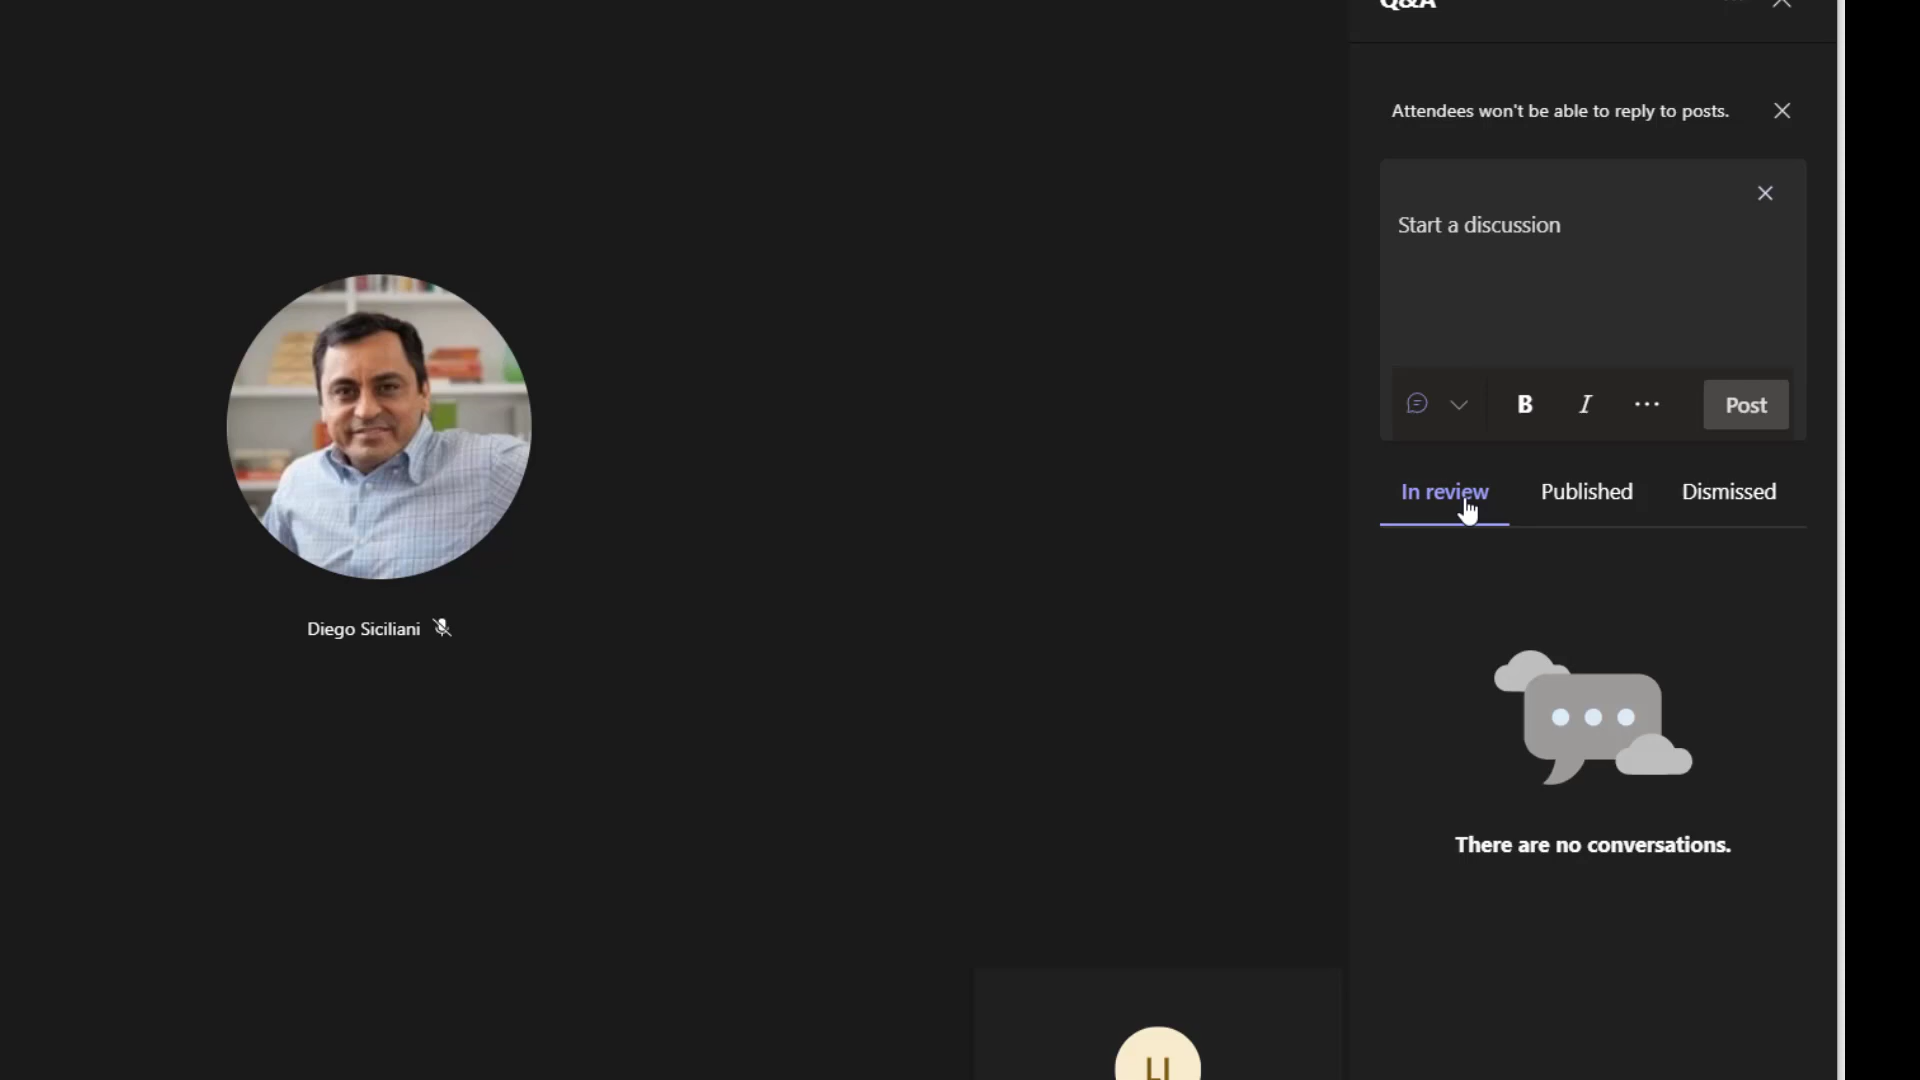 Q&A
Attendees won't be able to reply to posts.
Start a discussion
B I ... Post
In review Published Dismissed
Diego Siciliani
There are no conversations.